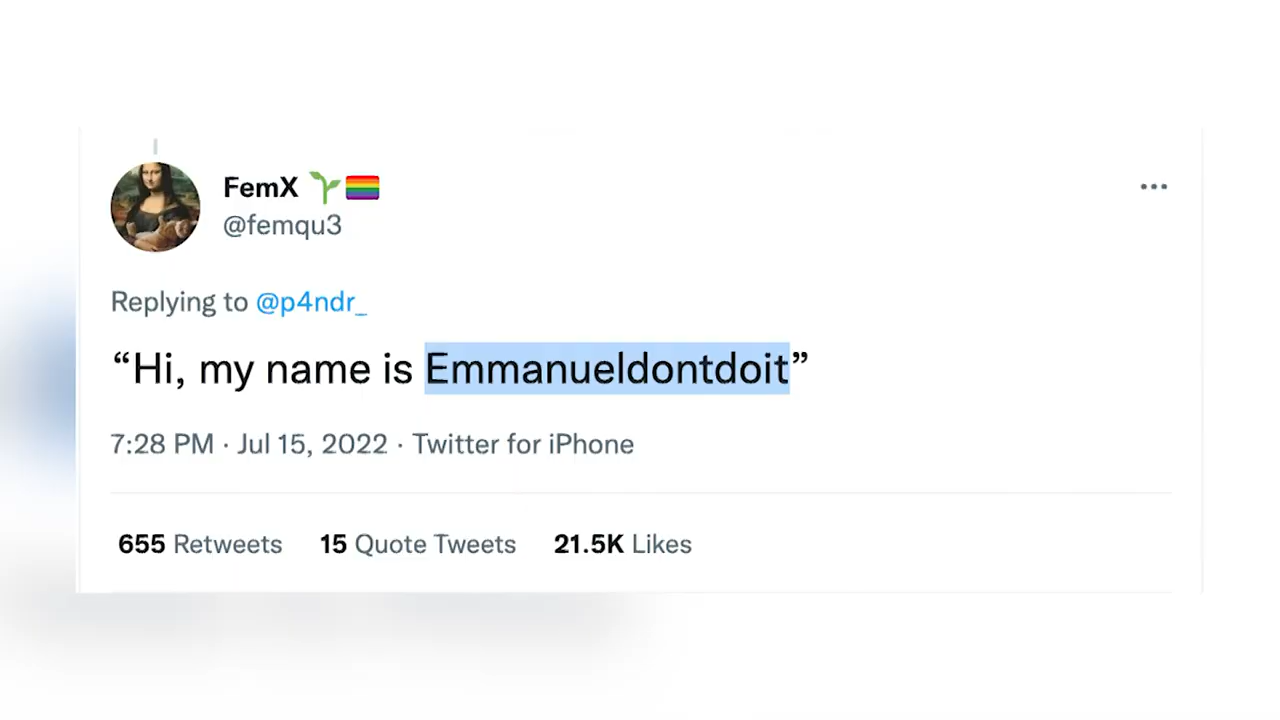 FemX 🌱🏳️‍🌈
@femqu3
Replying to @p4ndr_
“Hi, my name is Emmanueldontdoit”
7:28 PM · Jul 15, 2022 · Twitter for iPhone
655 Retweets 15 Quote Tweets 21.5K Likes